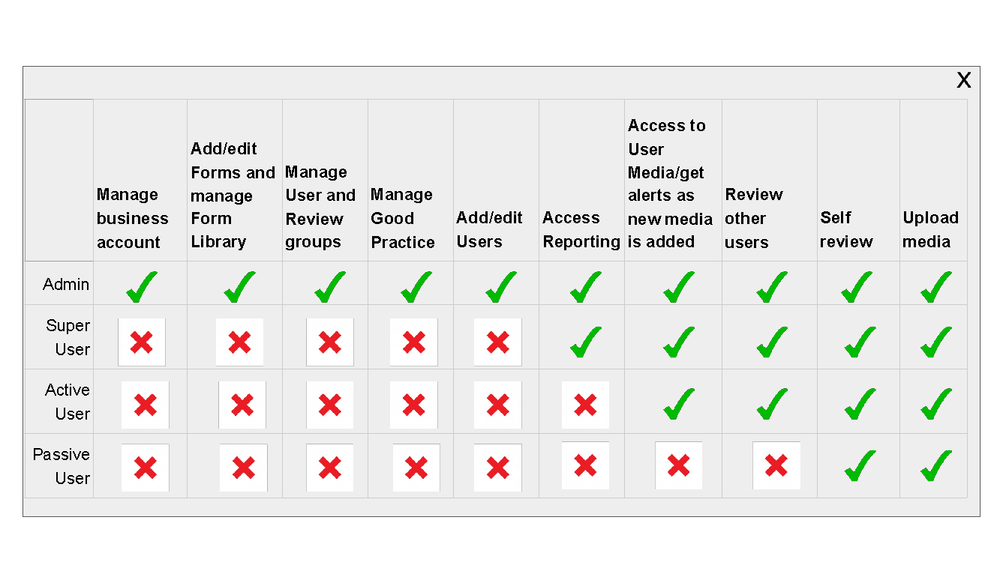 X
Manage
business
account
Add/edit
Forms and
manage
Form
Library
Manage
User and
Review
groups
Manage
Good
Practice
Add/edit
Users
Access
Reporting
Access to
User
Media/get
alerts as
new media
is added
Review
other
users
Self
review
Upload
media
Admin
Super
User
Active
User
Passive
User